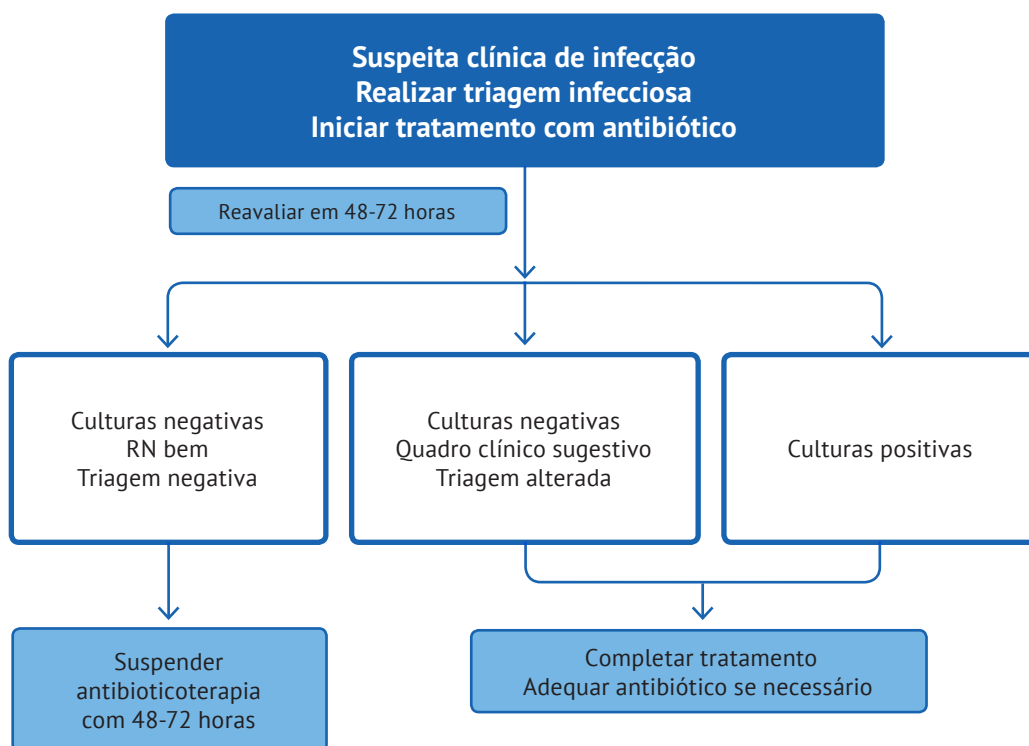 Suspeita clínica de infecção
Realizar triagem infecciosa
Iniciar tratamento com antibiótico
Reavaliar em 48-72 horas
Culturas negativas
RN bem
Triagem negativa
Culturas negativas
Quadro clínico sugestivo
Triagem alterada
Culturas positivas
Suspender
antibioticoterapia
com 48-72 horas
Completar tratamento
Adequar antibiótico se necessário